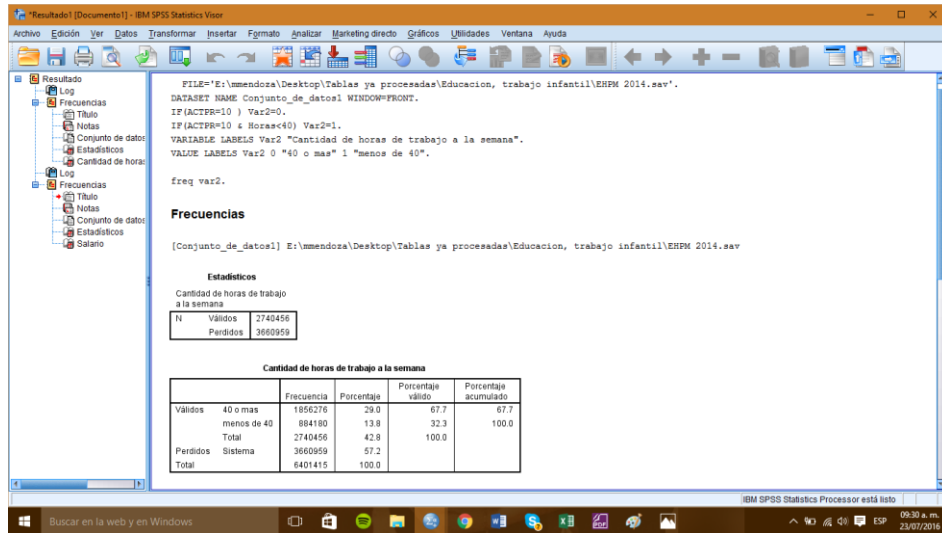 *Resultado1 [Documento1] - IBM SPSS Statistics Visor
Archivo Edición Ver Datos Transformar Insertar Formato Analizar Marketing directo Gráficos Utilidades Ventana Ayuda
Resultado
Log
Frecuencias
Título
Notas
Conjunto de datos
Estadísticos
Cantidad de horas
Log
Frecuencias
Título
Notas
Conjunto de datos
Estadísticos
Salario
FILE='E:\mmendoza\Desktop\Tablas ya procesadas\Educacion, trabajo infantil\EHPM 2014.sav'.
DATASET NAME Conjunto_de_datos1 WINDOW=FRONT.
IF(ACTPR=10 ) Var2=0.
IF(ACTPR=10 & Horas<40) Var2=1.
VARIABLE LABELS Var2 "Cantidad de horas de trabajo a la semana".
VALUE LABELS Var2 0 "40 o mas" 1 "menos de 40".
freq var2.
Frecuencias
[Conjunto_de_datos1] E:\mmendoza\Desktop\Tablas ya procesadas\Educacion, trabajo infantil\EHPM 2014.sav
Estadísticos
Cantidad de horas de trabajo
a la semana
N Válidos 2740456
Perdidos 3660959
Cantidad de horas de trabajo a la semana
Frecuencia Porcentaje Porcentaje válido Porcentaje acumulado
Válidos 40 o mas 1856276 29.0 67.7 67.7
menos de 40 884180 13.8 32.3 100.0
Total 2740456 42.8 100.0
Perdidos Sistema 3660959 57.2
Total 6401415 100.0
IBM SPSS Statistics Processor está listo
Buscar en la web y en Windows
ESP
09:30 a. m.
23/07/2016